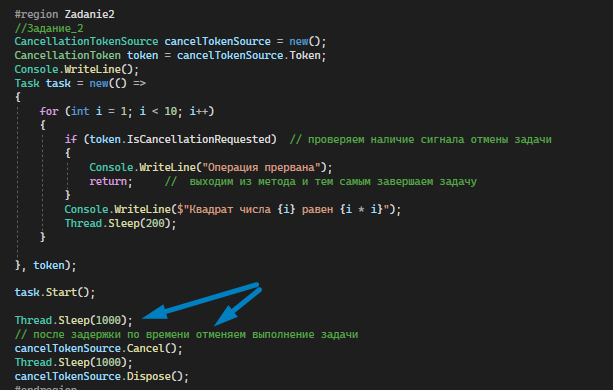 #region Zadanie2
//Задание_2
CancellationTokenSource cancelTokenSource = new();
CancellationToken token = cancelTokenSource.Token;
Console.WriteLine();
Task task = new(() =>
{
for (int i = 1; i < 10; i++)
{
if (token.IsCancellationRequested)  // проверяем наличие сигнала отмены задачи
{
Console.WriteLine("Операция прервана");
return;     //  выходим из метода и тем самым завершаем задачу
}
Console.WriteLine($"Квадрат числа {i} равен {i * i}");
Thread.Sleep(200);
}
}, token);
task.Start();
Thread.Sleep(1000);
// после задержки по времени отменяем выполнение задачи
cancelTokenSource.Cancel();
Thread.Sleep(1000);
cancelTokenSource.Dispose();
#endregion